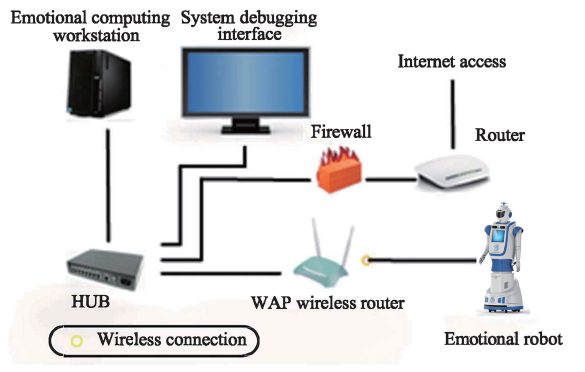 Emotional computing
workstation
System debugging
interface
Internet access
Firewall
Router
HUB
WAP wireless router
Emotional robot
Wireless connection